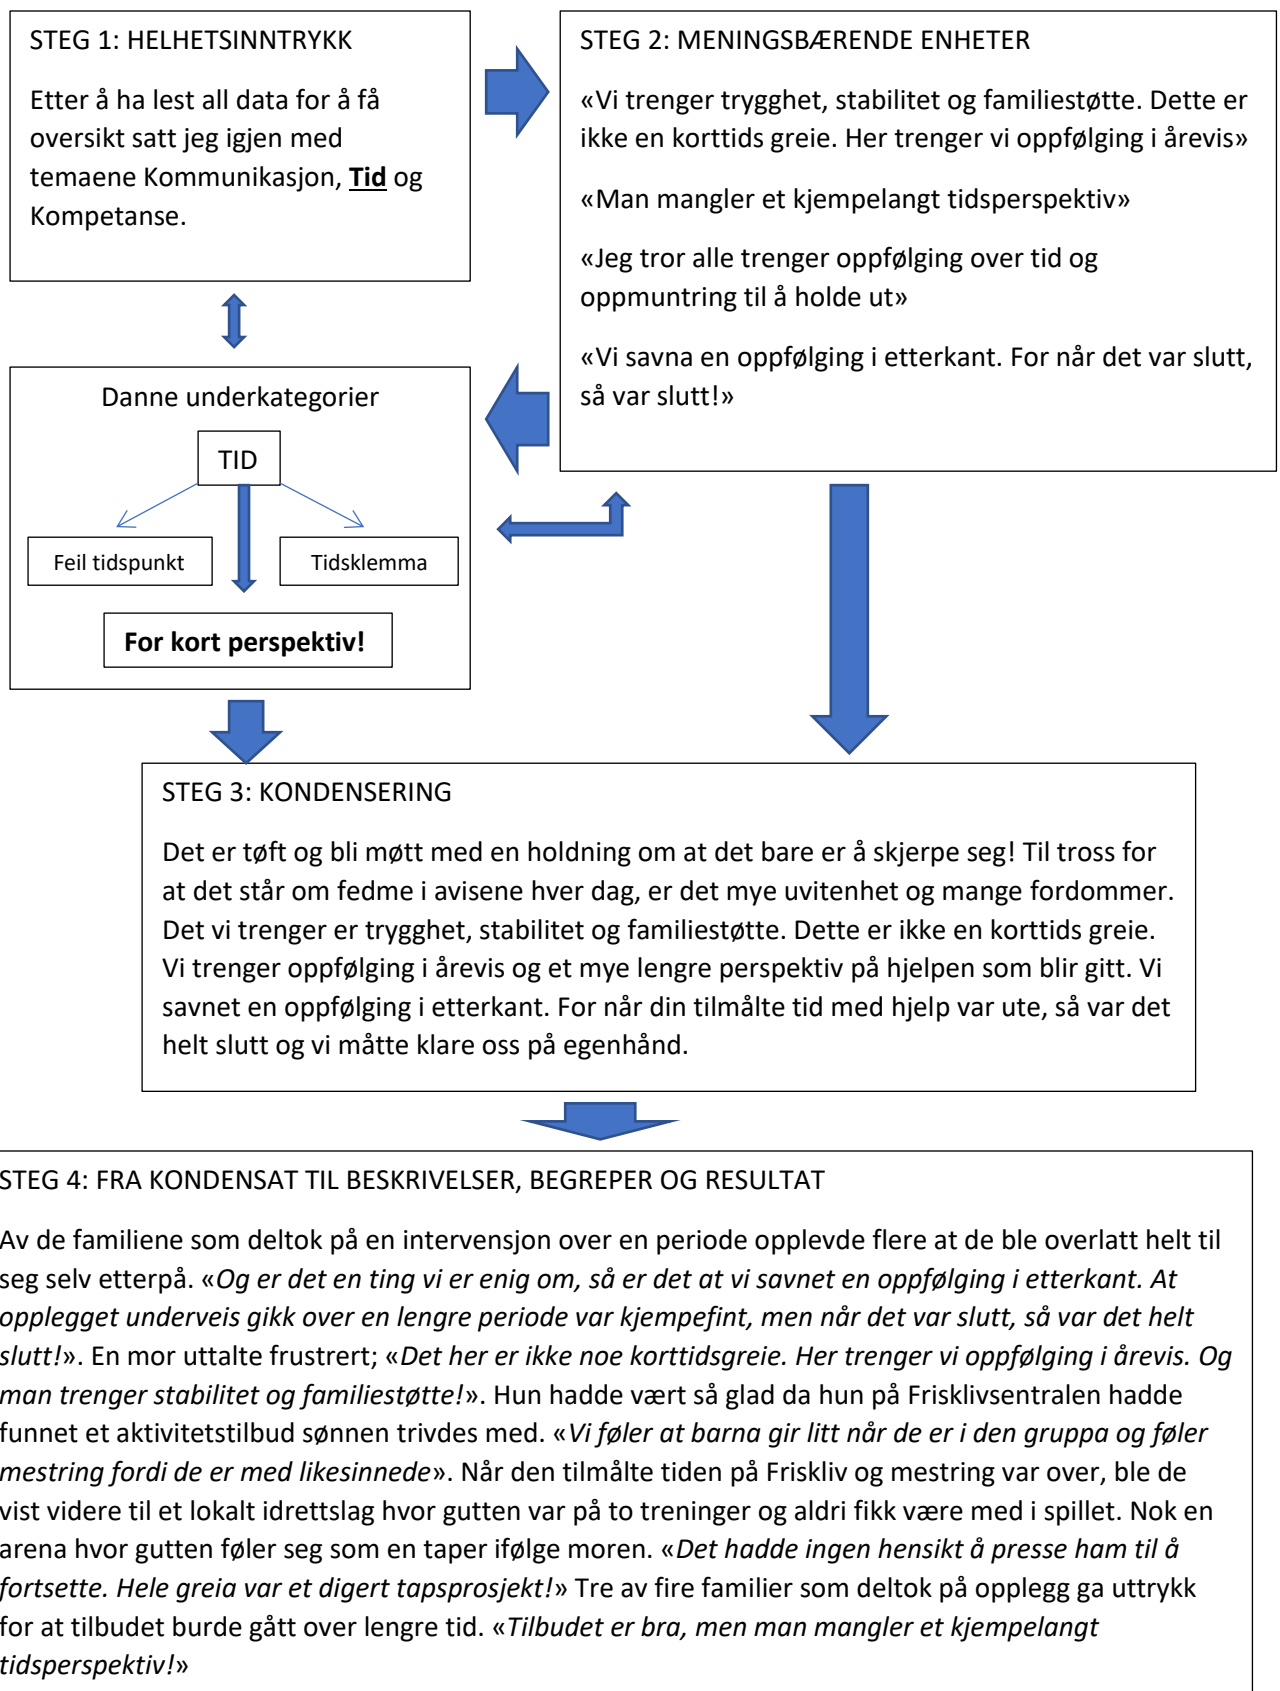 STEG 1: HELHETSINNTRYKK
Etter å ha lest all data for å få
oversikt satt jeg igjen med
temaene Kommunikasjon, Tid og
Kompetanse.
STEG 2: MENINGSBÆRENDE ENHETER
«Vi trenger trygghet, stabilitet og familiestøtte. Dette er
ikke en korttids greie. Her trenger vi oppfølging i årevis»
«Man mangler et kjempelangt tidsperspektiv»
«Jeg tror alle trenger oppfølging over tid og
oppmuntring til å holde ut»
«Vi savna en oppfølging i etterkant. For når det var slutt,
så var slutt!»
Danne underkategorier
TID
Feil tidspunkt
Tidsklemma
For kort perspektiv!
STEG 3: KONDENSERING
Det er tøft og bli møtt med en holdning om at det bare er å skjerpe seg! Til tross for
at det står om fedme i avisene hver dag, er det mye uvitenhet og mange fordommer.
Det vi trenger er trygghet, stabilitet og familiestøtte. Dette er ikke en korttids greie.
Vi trenger oppfølging i årevis og et mye lengre perspektiv på hjelpen som blir gitt. Vi
savnet en oppfølging i etterkant. For når din tilmålte tid med hjelp var ute, så var det
helt slutt og vi måtte klare oss på egenhånd.
STEG 4: FRA KONDENSAT TIL BESKRIVELSER, BEGREPER OG RESULTAT
Av de familiene som deltok på en intervensjon over en periode opplevde flere at de ble overlatt helt til
seg selv etterpå. «Og er det en ting vi er enig om, så er det at vi savnet en oppfølging i etterkant. At
opplegget underveis gikk over en lengre periode var kjempefint, men når det var slutt, så var det helt
slutt!». En mor uttalte frustrert; «Det her er ikke noe korttidsgreie. Her trenger vi oppfølging i årevis. Og
man trenger stabilitet og familiestøtte!». Hun hadde vært så glad da hun på Frisklivsentralen hadde
funnet et aktivitetstilbud sønnen trivdes med. «Vi føler at barna gir litt når de er i den gruppa og føler
mestring fordi de er med likesinnede». Når den tilmålte tiden på Friskliv og mestring var over, ble de
vist videre til et lokalt idrettslag hvor gutten var på to treninger og aldri fikk være med i spillet. Nok en
arena hvor gutten føler seg som en taper ifølge moren. «Det hadde ingen hensikt å presse ham til å
fortsette. Hele greia var et digert tapsprosjekt!» Tre av fire familier som deltok på opplegg ga uttrykk
for at tilbudet burde gått over lengre tid. «Tilbudet er bra, men man mangler et kjempelangt
tidsperspektiv!»